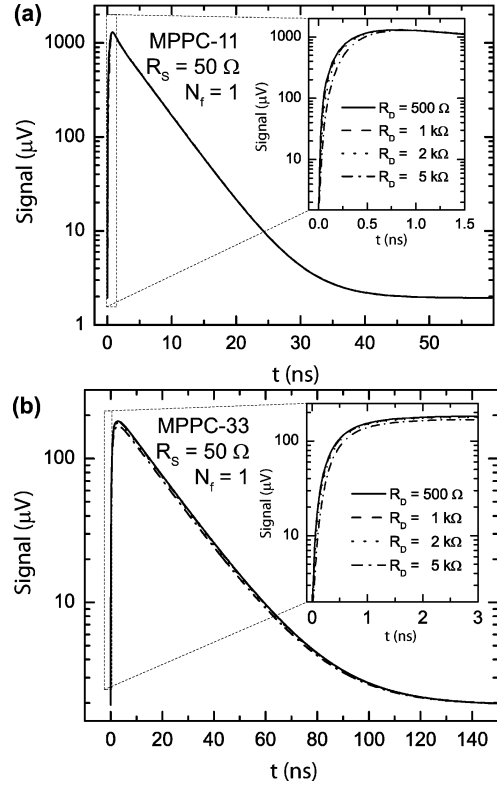 (a)
MPPC-11
R_S = 50 Ω
N_f = 1
Signal (μV)
1000
100
10
1
0 10 20 30 40 50
t (ns)
Signal (μV)
1000
100
10
R_D = 500 Ω
R_D = 1 kΩ
R_D = 2 kΩ
R_D = 5 kΩ
0.0 0.5 1.0 1.5
t (ns)
(b)
MPPC-33
R_S = 50 Ω
N_f = 1
Signal (μV)
100
10
0 20 40 60 80 100 120 140
t (ns)
Signal (μV)
100
10
R_D = 500 Ω
R_D = 1 kΩ
R_D = 2 kΩ
R_D = 5 kΩ
0 1 2 3
t (ns)